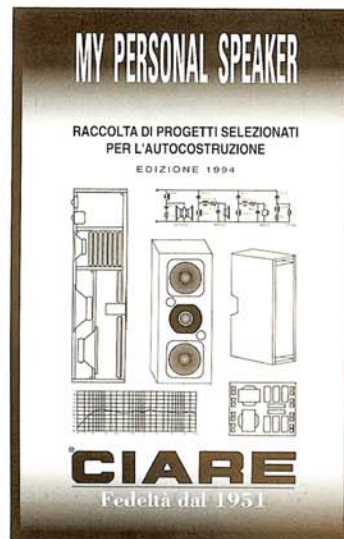 MY PERSONAL SPEAKER
RACCOLTA DI PROGETTI SELEZIONATI
PER L'AUTOCOSTRUZIONE
EDIZIONE 1994
®CIARE
Fedeltà dal 1951